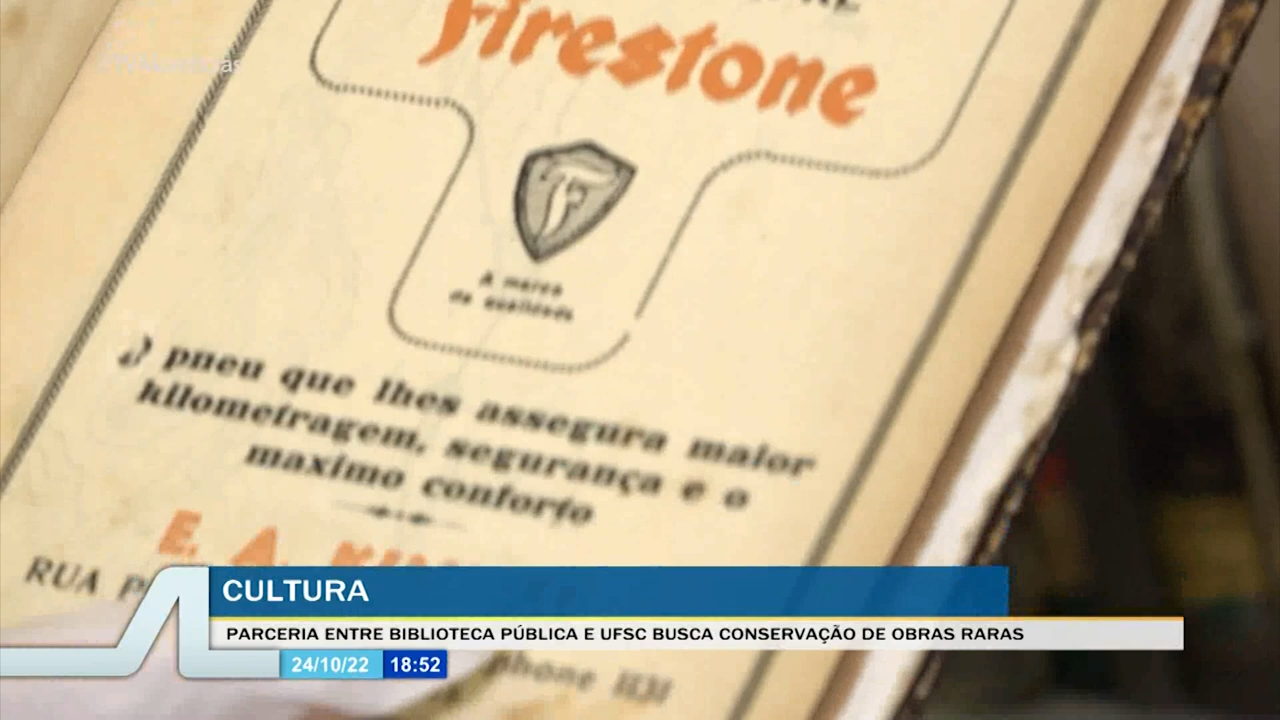 Firestone
F
A marca
da qualidade
O pneu que lhes assegura maior
kilometragem, segurança e o
maximo conforto
E. A.
RUA
CULTURA
PARCERIA ENTRE BIBLIOTECA PÚBLICA E UFSC BUSCA CONSERVAÇÃO DE OBRAS RARAS
24/10/22 18:52